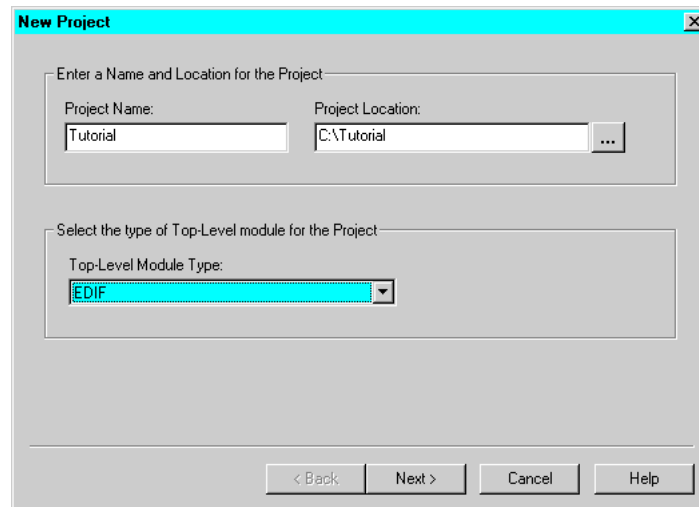 New Project
Enter a Name and Location for the Project
Project Name: Project Location:
Tutorial C:\Tutorial ...
Select the type of Top-Level module for the Project
Top-Level Module Type:
EDIF
< Back Next > Cancel Help